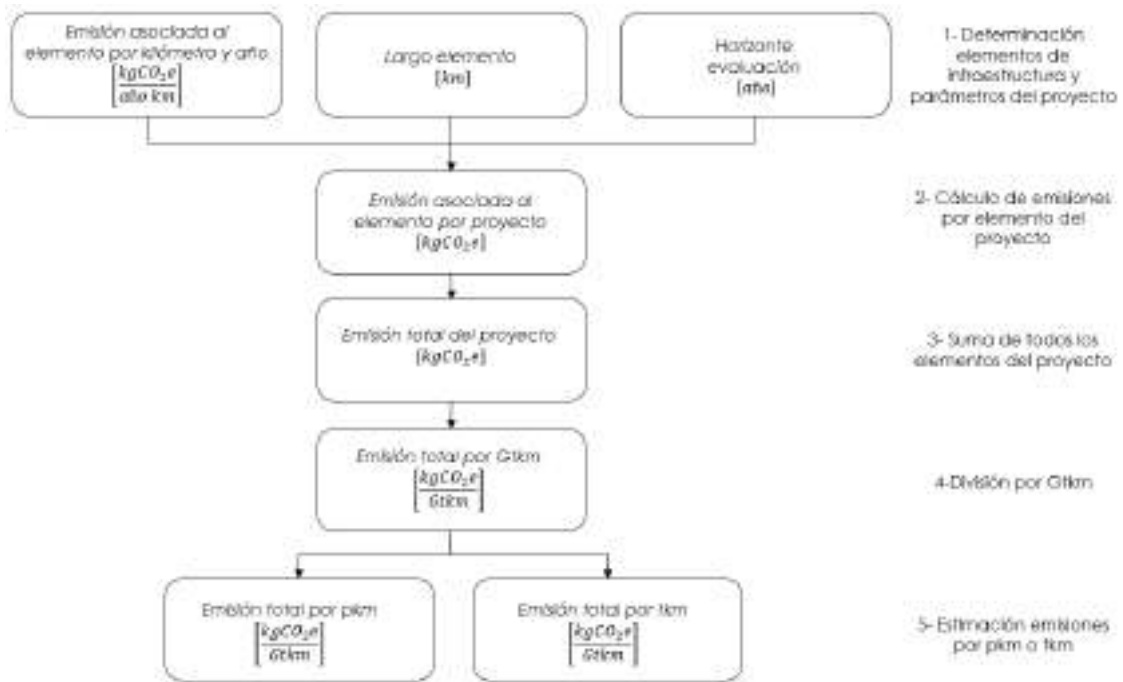 Emisión asociada al
elemento por kilómetro y año
[kgCO₂e
año km]
Largo elemento
[km]
Horizonte
evaluación
[año]
1- Determinación
elementos de
infraestructura y
parámetros del proyecto
Emisión asociada al
elemento por proyecto
[kgCO₂e]
2- Cálculo de emisiones
por elemento del
proyecto
Emisión total del proyecto
[kgCO₂e]
3- Suma de todos los
elementos del proyecto
Emisión total por Gtkm
[kgCO₂e
Gtkm]
4-División por Gtkm
Emisión total por pkm
[kgCO₂e
Gtkm]
Emisión total por tkm
[kgCO₂e
Gtkm]
5- Estimación emisiones
por pkm o tkm